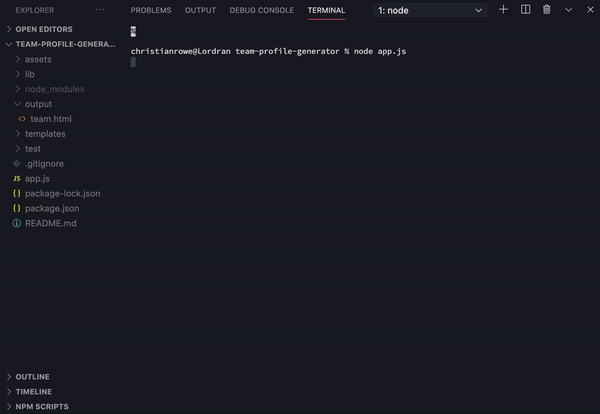 EXPLORER ···
PROBLEMS OUTPUT DEBUG CONSOLE TERMINAL 1: node
OPEN EDITORS
TEAM-PROFILE-GENERA...
assets
lib
node_modules
output
team.html
templates
test
.gitignore
JS app.js
{ } package-lock.json
{ } package.json
README.md
%
christianrowe@Lordran team-profile-generator % node app.js
OUTLINE
TIMELINE
NPM SCRIPTS